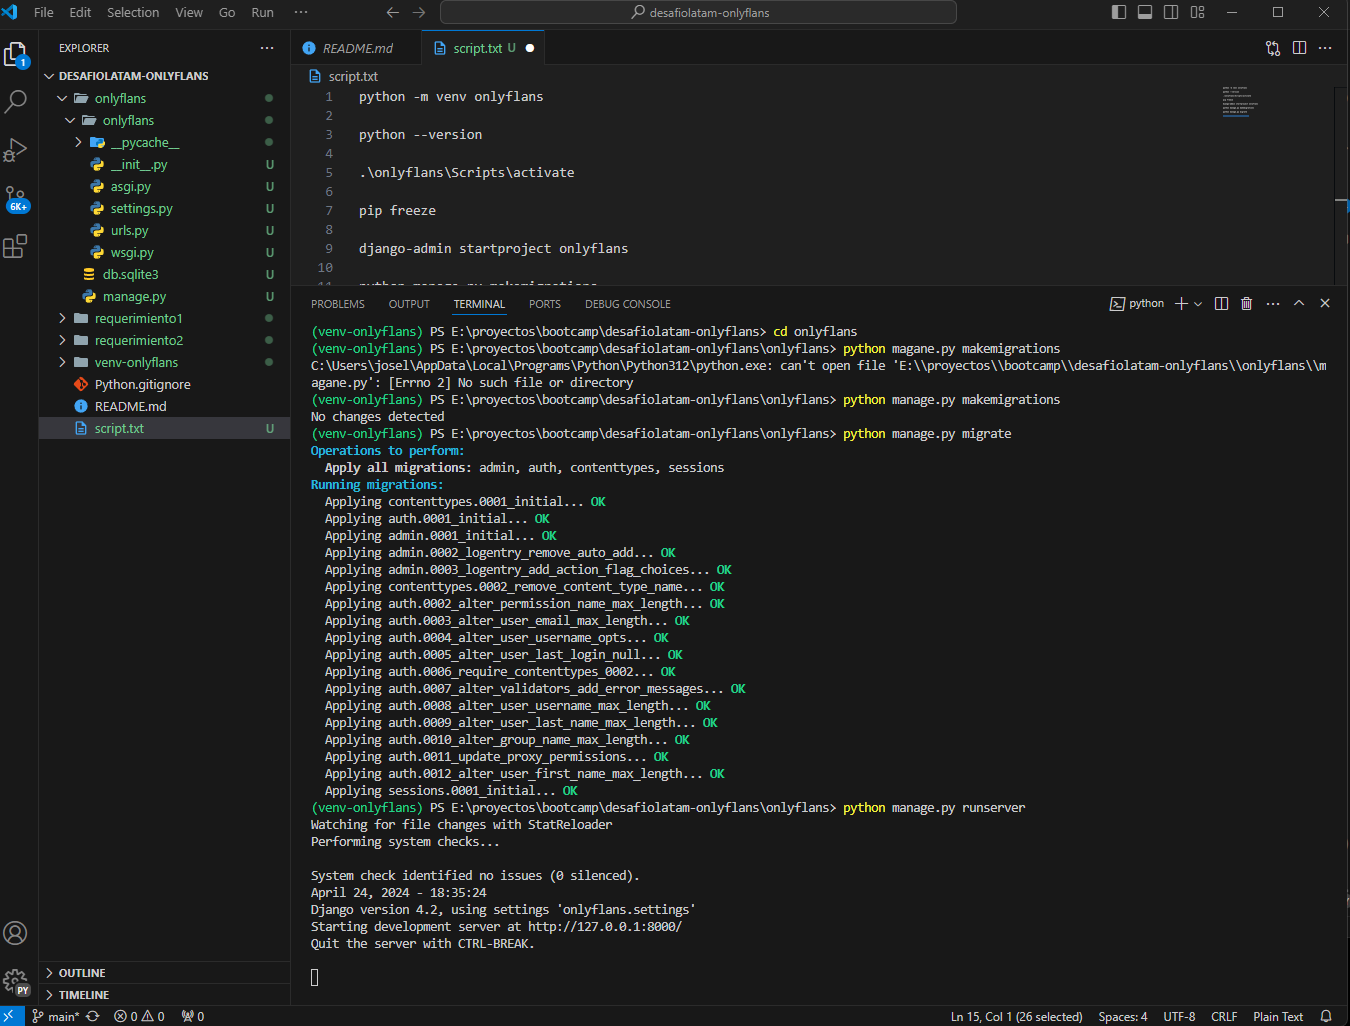 File Edit Selection View Go Run ··· desafiolatam-onlyflans
EXPLORER ···
DESAFIOLATAM-ONLYFLANS
onlyflans
onlyflans
__pycache__
__init__.py U
asgi.py U
settings.py U
urls.py U
wsgi.py U
db.sqlite3 U
manage.py U
requerimiento1
requerimiento2
venv-onlyflans
Python.gitignore
README.md
script.txt U
OUTLINE
TIMELINE
1
6K+
PY
README.md script.txt U
script.txt
1 python -m venv onlyflans
2
3 python --version
4
5 .\onlyflans\Scripts\activate
6
7 pip freeze
8
9 django-admin startproject onlyflans
10
11 python manage.py makemigrations
PROBLEMS OUTPUT TERMINAL PORTS DEBUG CONSOLE python
(venv-onlyflans) PS E:\proyectos\bootcamp\desafiolatam-onlyflans> cd onlyflans
(venv-onlyflans) PS E:\proyectos\bootcamp\desafiolatam-onlyflans\onlyflans> python magane.py makemigrations
C:\Users\josel\AppData\Local\Programs\Python\Python312\python.exe: can't open file 'E:\\proyectos\\bootcamp\\desafiolatam-onlyflans\\onlyflans\\m
agane.py': [Errno 2] No such file or directory
(venv-onlyflans) PS E:\proyectos\bootcamp\desafiolatam-onlyflans\onlyflans> python manage.py makemigrations
No changes detected
(venv-onlyflans) PS E:\proyectos\bootcamp\desafiolatam-onlyflans\onlyflans> python manage.py migrate
Operations to perform:
Apply all migrations: admin, auth, contenttypes, sessions
Running migrations:
Applying contenttypes.0001_initial... OK
Applying auth.0001_initial... OK
Applying admin.0001_initial... OK
Applying admin.0002_logentry_remove_auto_add... OK
Applying admin.0003_logentry_add_action_flag_choices... OK
Applying contenttypes.0002_remove_content_type_name... OK
Applying auth.0002_alter_permission_name_max_length... OK
Applying auth.0003_alter_user_email_max_length... OK
Applying auth.0004_alter_user_username_opts... OK
Applying auth.0005_alter_user_last_login_null... OK
Applying auth.0006_require_contenttypes_0002... OK
Applying auth.0007_alter_validators_add_error_messages... OK
Applying auth.0008_alter_user_username_max_length... OK
Applying auth.0009_alter_user_last_name_max_length... OK
Applying auth.0010_alter_group_name_max_length... OK
Applying auth.0011_update_proxy_permissions... OK
Applying auth.0012_alter_user_first_name_max_length... OK
Applying sessions.0001_initial... OK
(venv-onlyflans) PS E:\proyectos\bootcamp\desafiolatam-onlyflans\onlyflans> python manage.py runserver
Watching for file changes with StatReloader
Performing system checks...
System check identified no issues (0 silenced).
April 24, 2024 - 18:35:24
Django version 4.2, using settings 'onlyflans.settings'
Starting development server at http://127.0.0.1:8000/
Quit the server with CTRL-BREAK.
main* 0 0 0 Ln 15, Col 1 (26 selected) Spaces: 4 UTF-8 CRLF Plain Text